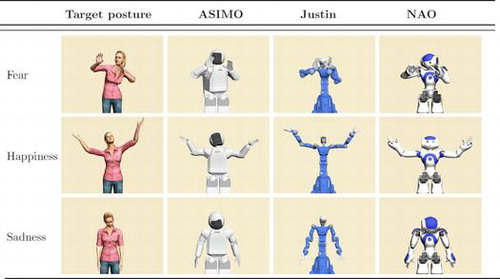 Target posture ASIMO Justin NAO
Fear
Happiness
Sadness